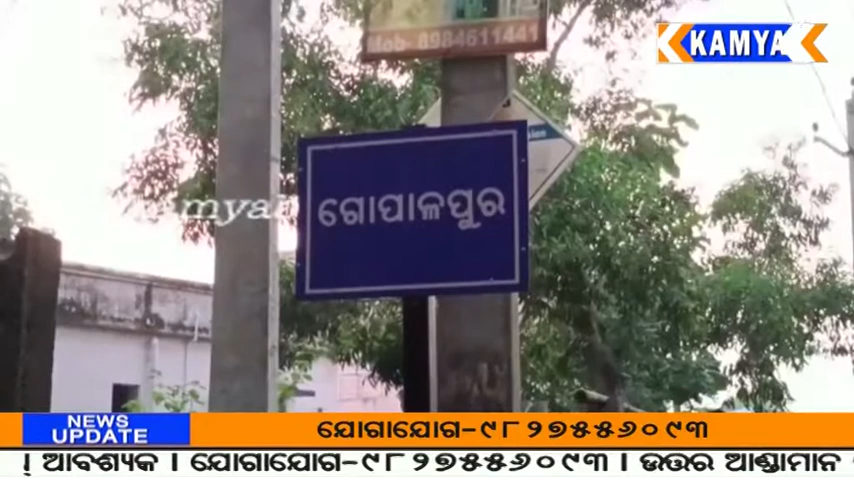 Mob- 8984611441
KAMYA
ଗୋପାଳପୁର
NEWS
UPDATE
ଯୋଗାଯୋଗ-୯୮୨୭୫୫୬୦୯୩
ଆବଶ୍ୟକ । ଯୋଗାଯୋଗ-୯୮୨୭୫୫୬୦୯୩ । ଉତ୍ତର ଆଣ୍ଡାମାନ